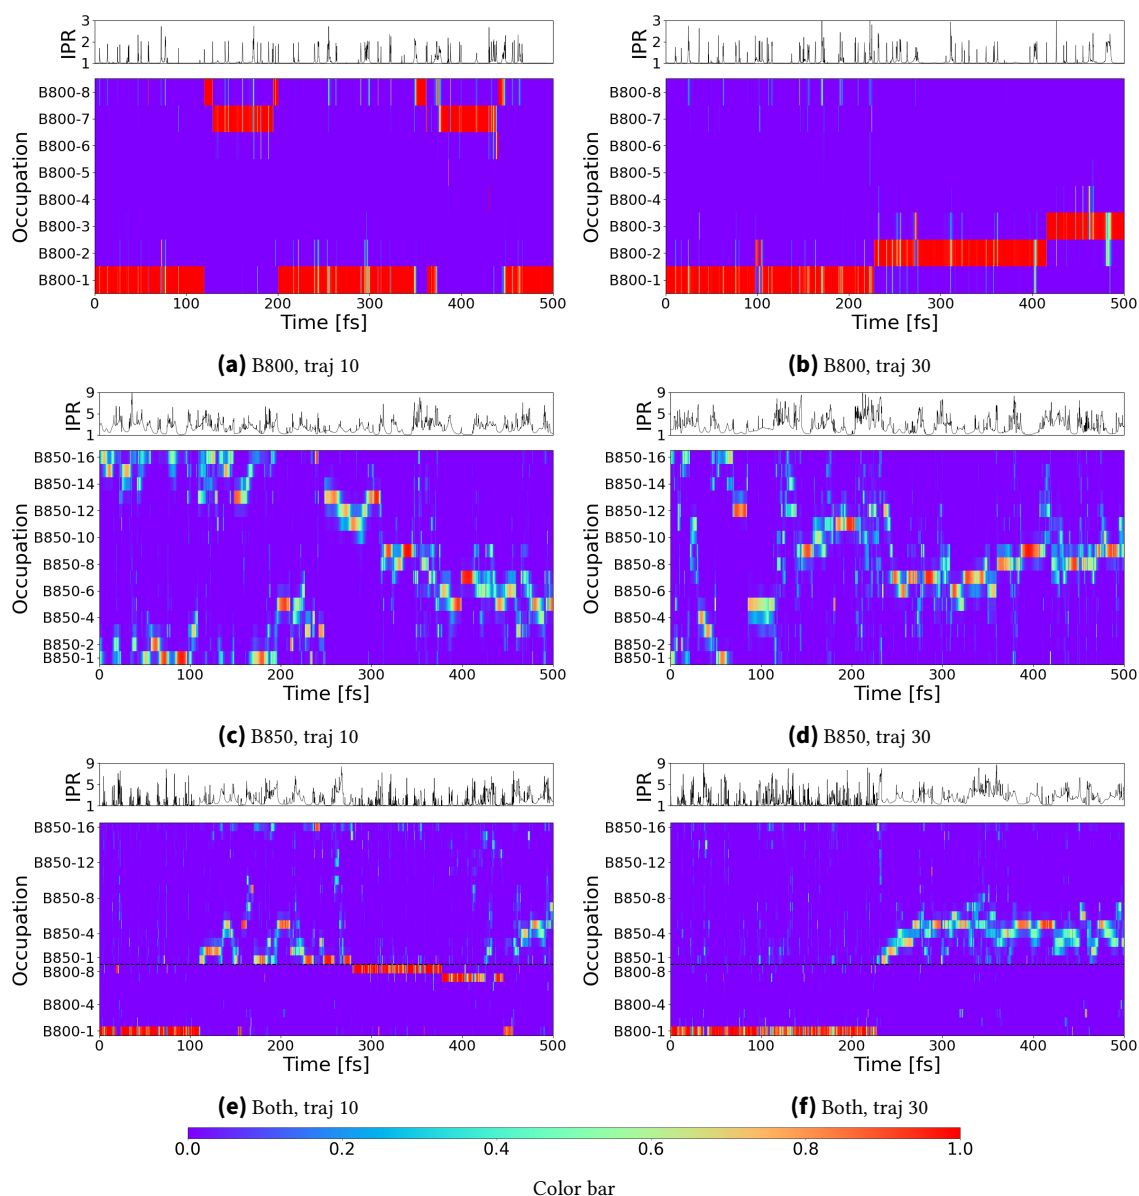 3
2
1
IPR
B800-8
B800-7
B800-6
B800-5
B800-4
B800-3
B800-2
B800-1
Occupation
0 100 200 300 400 500
Time [fs]
(a) B800, traj 10
3
2
1
IPR
B800-8
B800-7
B800-6
B800-5
B800-4
B800-3
B800-2
B800-1
Occupation
0 100 200 300 400 500
Time [fs]
(b) B800, traj 30
9
5
1
IPR
B850-16
B850-14
B850-12
B850-10
B850-8
B850-6
B850-4
B850-2
B850-1
Occupation
0 100 200 300 400 500
Time [fs]
(c) B850, traj 10
9
5
1
IPR
B850-16
B850-14
B850-12
B850-10
B850-8
B850-6
B850-4
B850-2
B850-1
Occupation
0 100 200 300 400 500
Time [fs]
(d) B850, traj 30
9
5
1
IPR
B850-16
B850-12
B850-8
B850-4
B850-1
B800-8
B800-4
B800-1
Occupation
0 100 200 300 400 500
Time [fs]
(e) Both, traj 10
9
5
1
IPR
B850-16
B850-12
B850-8
B850-4
B850-1
B800-8
B800-4
B800-1
Occupation
0 100 200 300 400 500
Time [fs]
(f) Both, traj 30
0.0 0.2 0.4 0.6 0.8 1.0
Color bar